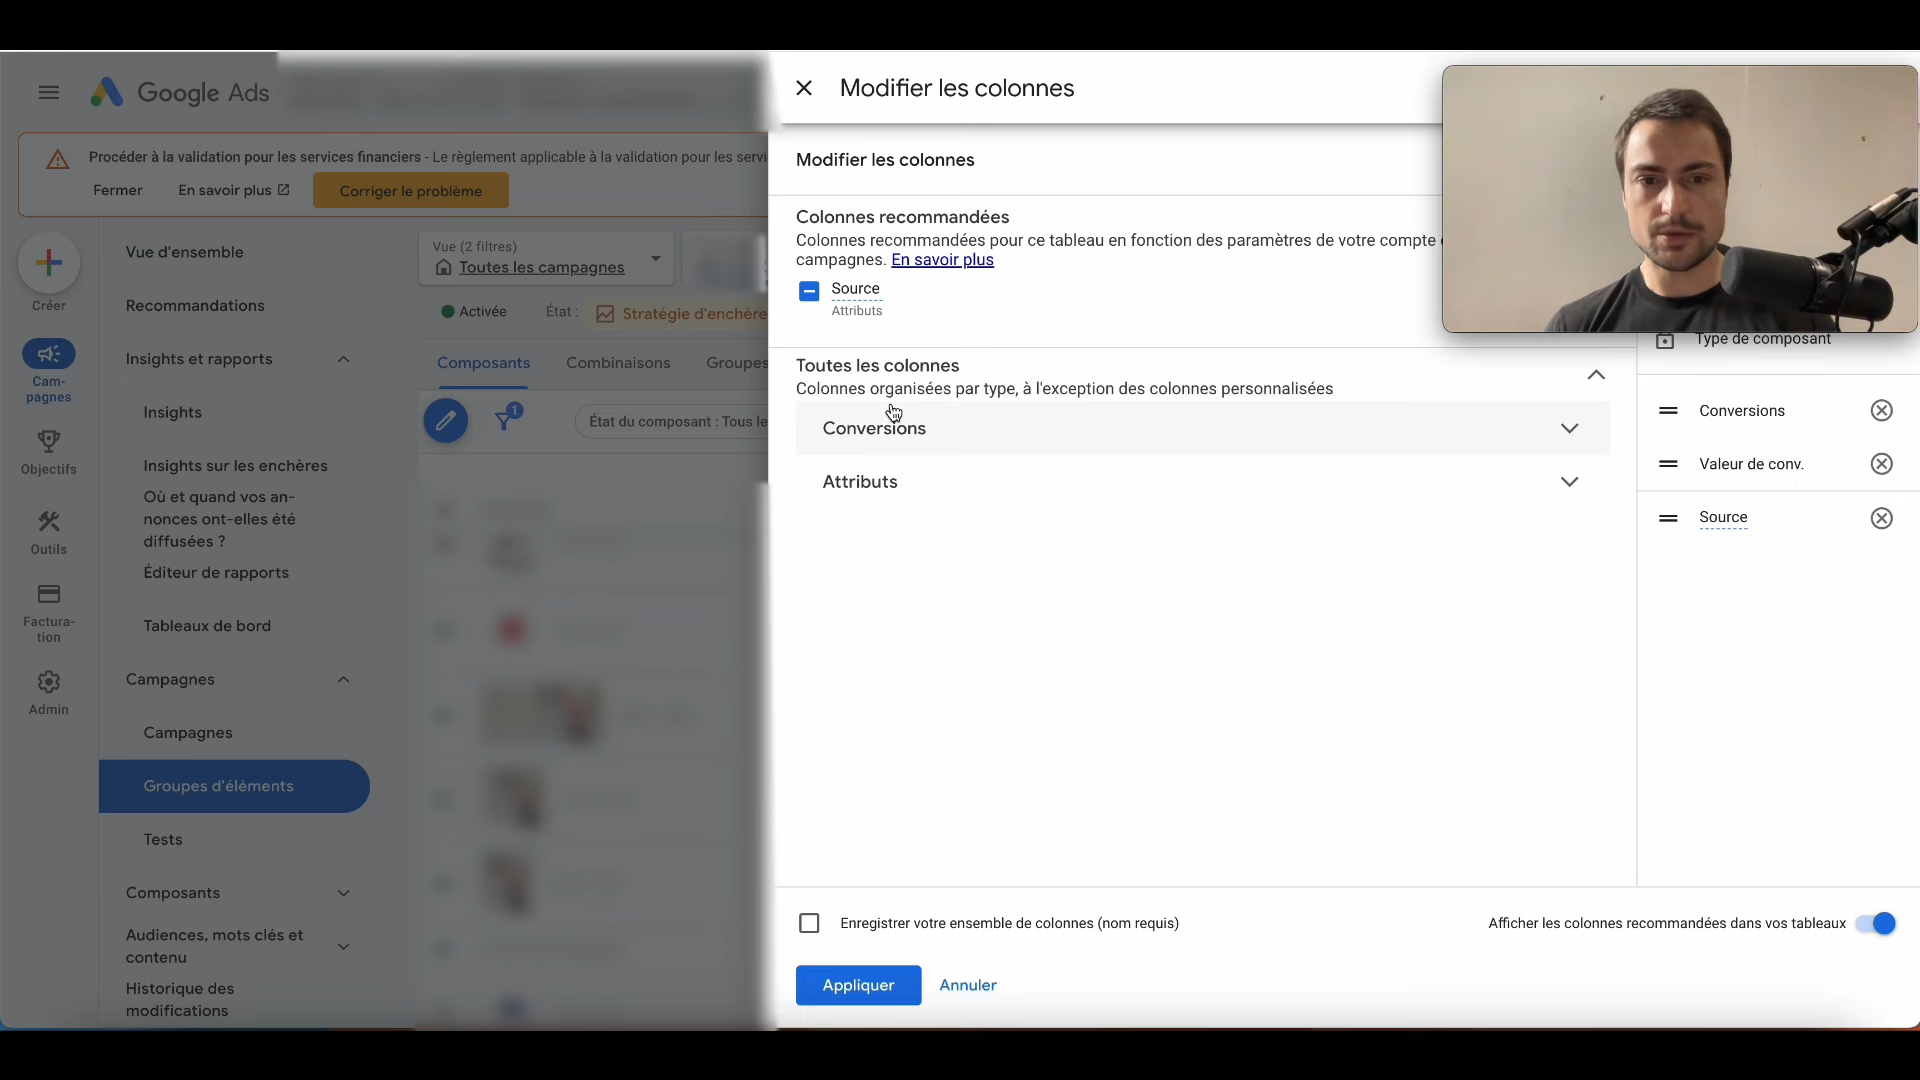 Google Ads
Modifier les colonnes
Procéder à la validation pour les services financiers - Le règlement applicable à la validation pour les servi
Fermer
En savoir plus
Corriger le problème
Créer
Cam-
pagnes
Objectifs
Outils
Factura-
tion
Admin
Vue d'ensemble
Recommandations
Insights et rapports
Insights
Insights sur les enchères
Où et quand vos an-
nonces ont-elles été
diffusées ?
Éditeur de rapports
Tableaux de bord
Campagnes
Campagnes
Groupes d'éléments
Tests
Composants
Audiences, mots clés et
contenu
Historique des
modifications
Vue (2 filtres)
Toutes les campagnes
Activée
État :
Stratégie d'enchère
Composants
Combinaisons
Groupes
1
État du composant : Tous le
Modifier les colonnes
Colonnes recommandées
Colonnes recommandées pour ce tableau en fonction des paramètres de votre compte
campagnes. En savoir plus
Source
Attributs
Toutes les colonnes
Colonnes organisées par type, à l'exception des colonnes personnalisées
Conversions
Attributs
Type de composant
Conversions
Valeur de conv.
Source
Enregistrer votre ensemble de colonnes (nom requis)
Afficher les colonnes recommandées dans vos tableaux
Appliquer
Annuler